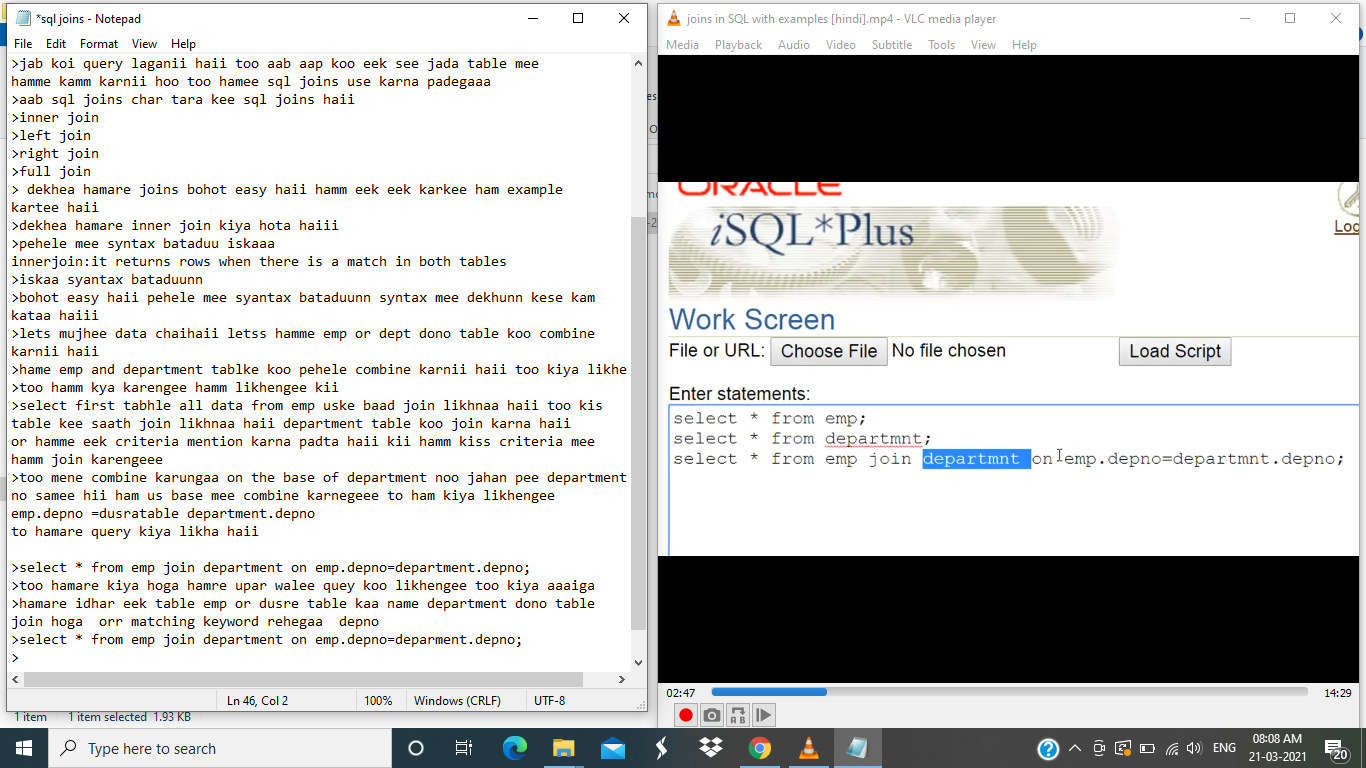 *sql joins - Notepad
File Edit Format View Help
>jab koi query laganii haii too aab aap koo eek see jada table mee
hamme kamm karnii hoo too hamee sql joins use karna padegaaa
>aab sql joins char tara kee sql joins haii
>inner join
>left join
>right join
>full join
> dekhea hamare joins bohot easy haii hamm eek eek karkee ham example
kartee haii
>dekhea hamare inner join kiya hota haiii
>pehele mee syntax bataduu iskaaa
innerjoin:it returns rows when there is a match in both tables
>iskaa syantax bataduunn
>bohot easy haii pehele mee syantax bataduunn syntax mee dekhunn kese kam
kataa haiii
>lets mujhee data chaihaii letss hamme emp or dept dono table koo combine
karnii haii
>hame emp and department tablke koo pehele combine karnii haii too kiya likhe
>too hamm kya karengee hamm likhengee kii
>select first tabhle all data from emp uske baad join likhnaa haii too kis
table kee saath join likhnaa haii department table koo join karna haii
or hamme eek criteria mention karna padta haii kii hamm kiss criteria mee
hamm join karengeee
>too mene combine karungaa on the base of department noo jahan pee department
no samee hii ham us base mee combine karnegeee to ham kiya likhengee
emp.depno =dusratable department.depno
to hamare query kiya likha haii
>select * from emp join department on emp.depno=department.depno;
>too hamare kiya hoga hamre upar walee quey koo likhengee too kiya aaaiga
>hamare idhar eek table emp or dusre table kaa name department dono table
join hoga  orr matching keyword rehegaa  depno
>select * from emp join department on emp.depno=deparment.depno;
>
Ln 46, Col 2 100% Windows (CRLF) UTF-8
1 item 1 item selected 1.93 KB
joins in SQL with examples [hindi].mp4 - VLC media player
Media Playback Audio Video Subtitle Tools View Help
ORACLE
iSQL*Plus
Log
Work Screen
File or URL: Choose File No file chosen Load Script
Enter statements:
select * from emp;
select * from departmnt;
select * from emp join departmnt on emp.depno=departmnt.depno;
02:47 14:29
Type here to search
ENG
08:08 AM
21-03-2021
20